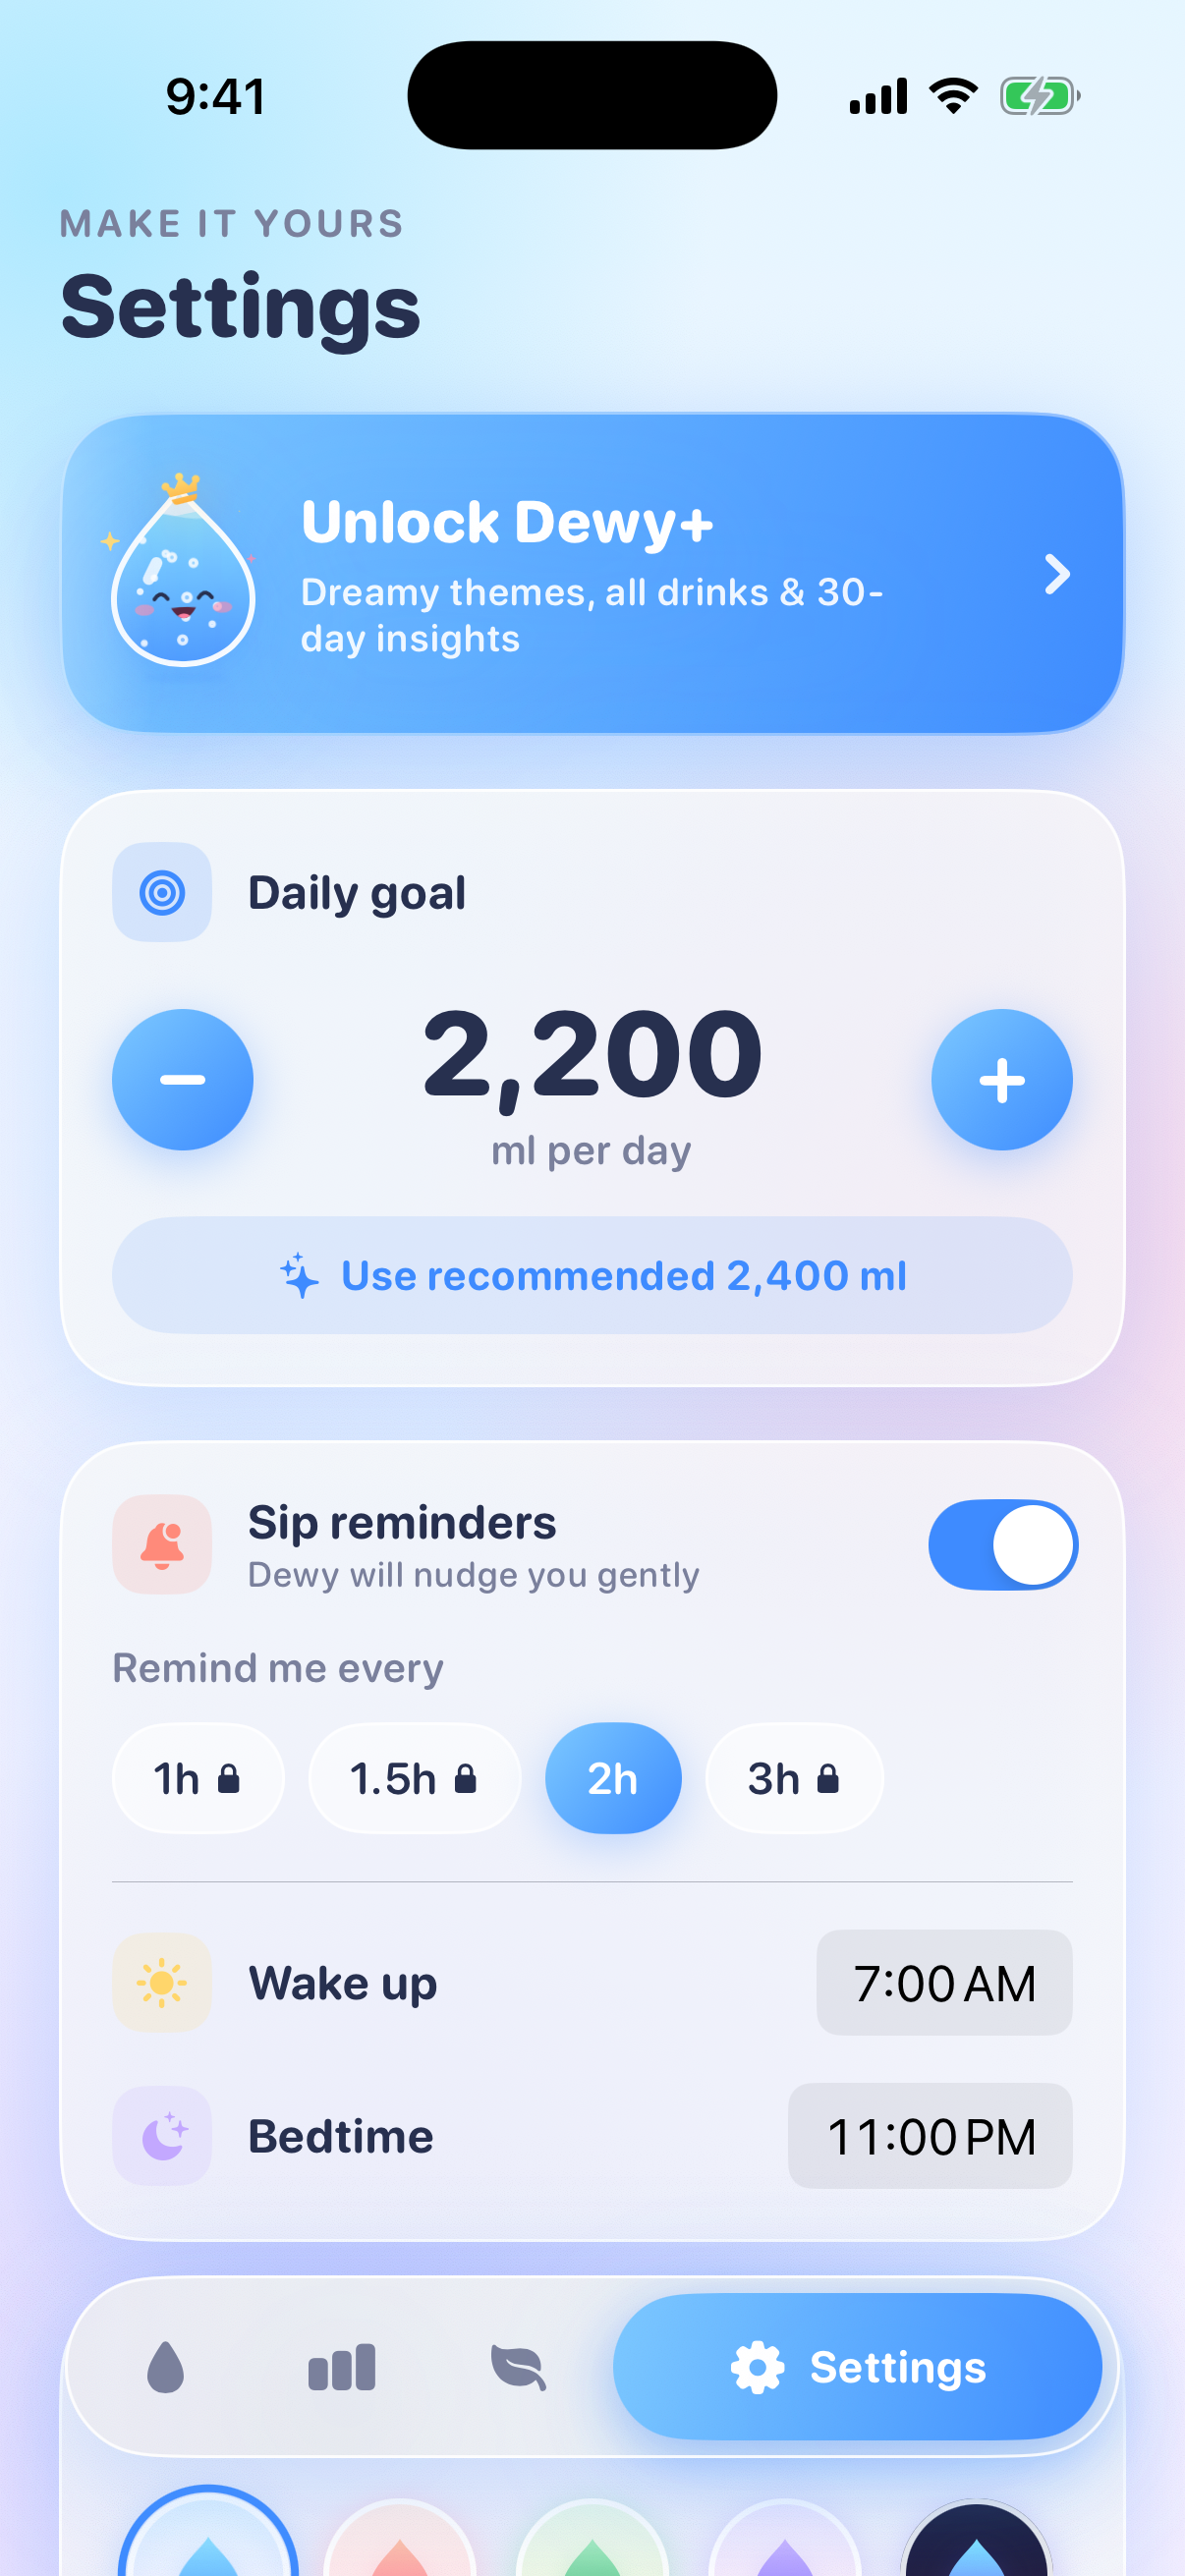 9:41
MAKE IT YOURS
Settings
Unlock Dewy+
Dreamy themes, all drinks & 30-
day insights
Daily goal
2,200
ml per day
Use recommended 2,400 ml
Sip reminders
Dewy will nudge you gently
Remind me every
1h 1.5h 2h 3h
Wake up 7:00 AM
Bedtime 11:00 PM
Settings